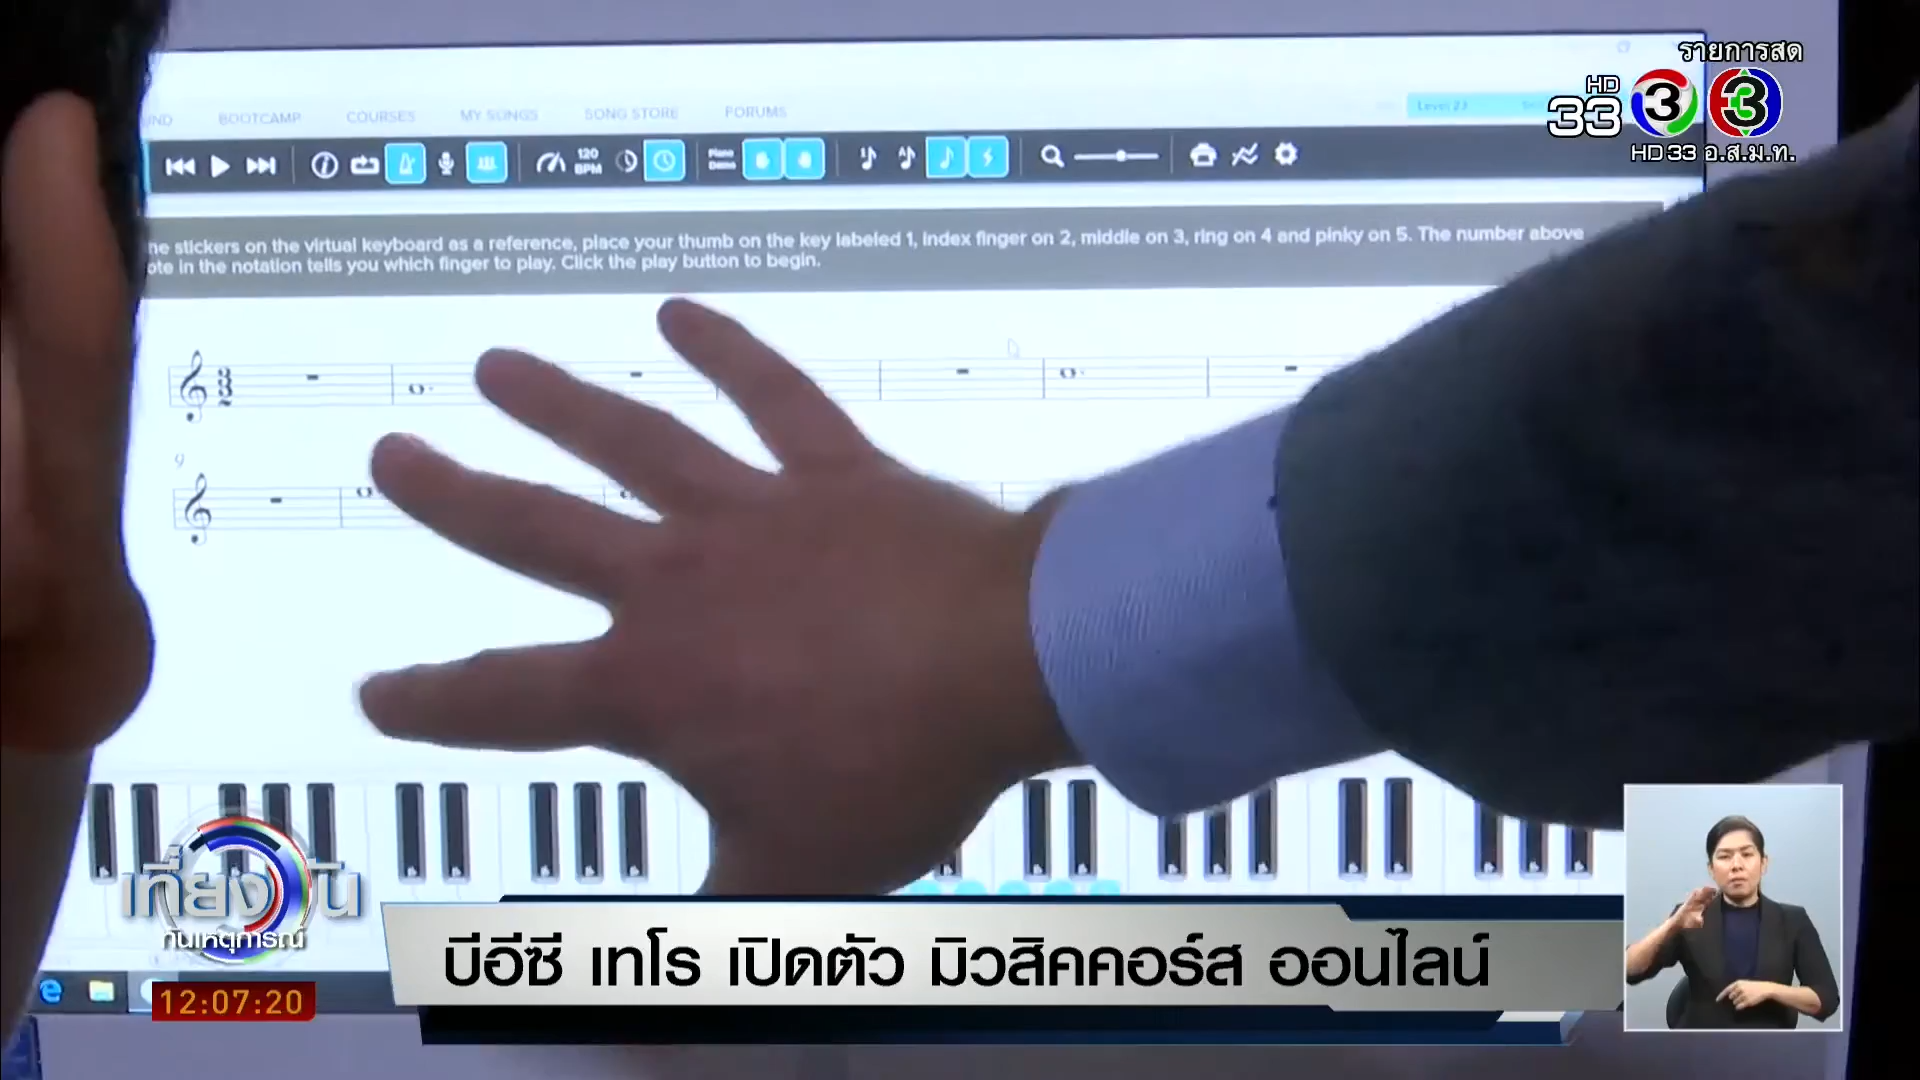 รายการสด
HD
33 3 3
HD 33 อ.ส.ม.ท.
BOOTCAMP COURSES MY SONGS SONG STORE FORUMS
Level 23
120
BPM
Piano
Demo
stickers on the virtual keyboard as a reference, place your thumb on the key labeled 1, index finger on 2, middle on 3, ring on 4 and pinky on 5. The number above
in the notation tells you which finger to play. Click the play button to begin.
9
เที่ยงวัน
ทันเหตุการณ์
บีอีซี เทโร เปิดตัว มิวสิคคอร์ส ออนไลน์
12:07:20